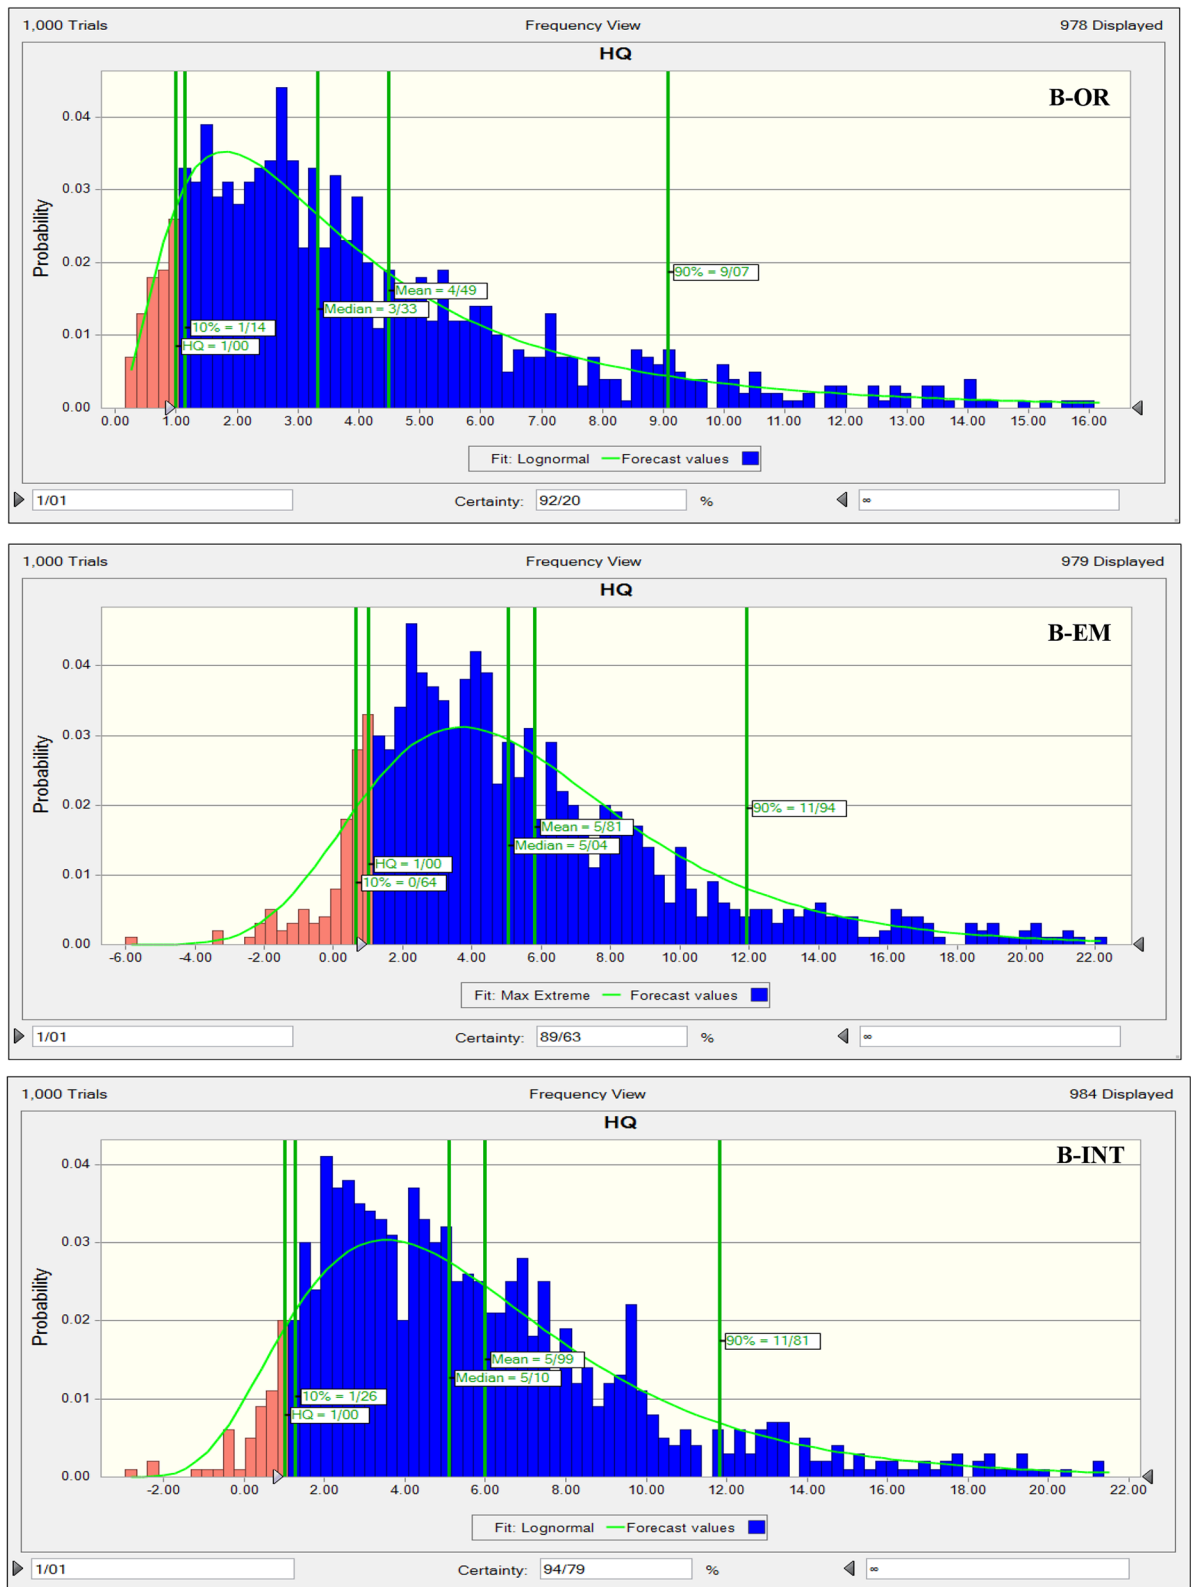 1,000 Trials Frequency View 978 Displayed
HQ
B-OR
Probability
0.04
0.03
0.02
0.01
0.00
90% = 9/07
Mean = 4/49
Median = 3/33
10% = 1/14
HQ = 1/00
0.00 1.00 2.00 3.00 4.00 5.00 6.00 7.00 8.00 9.00 10.00 11.00 12.00 13.00 14.00 15.00 16.00
Fit: Lognormal Forecast values
1/01 Certainty: 92/20 % ∞
1,000 Trials Frequency View 979 Displayed
HQ
B-EM
Probability
0.04
0.03
0.02
0.01
0.00
90% = 11/94
Mean = 5/81
Median = 5/04
HQ = 1/00
10% = 0/64
-6.00 -4.00 -2.00 0.00 2.00 4.00 6.00 8.00 10.00 12.00 14.00 16.00 18.00 20.00 22.00
Fit: Max Extreme Forecast values
1/01 Certainty: 89/63 % ∞
1,000 Trials Frequency View 984 Displayed
HQ
B-INT
Probability
0.04
0.03
0.02
0.01
0.00
90% = 11/81
Mean = 5/99
Median = 5/10
10% = 1/26
HQ = 1/00
-2.00 0.00 2.00 4.00 6.00 8.00 10.00 12.00 14.00 16.00 18.00 20.00 22.00
Fit: Lognormal Forecast values
1/01 Certainty: 94/79 % ∞